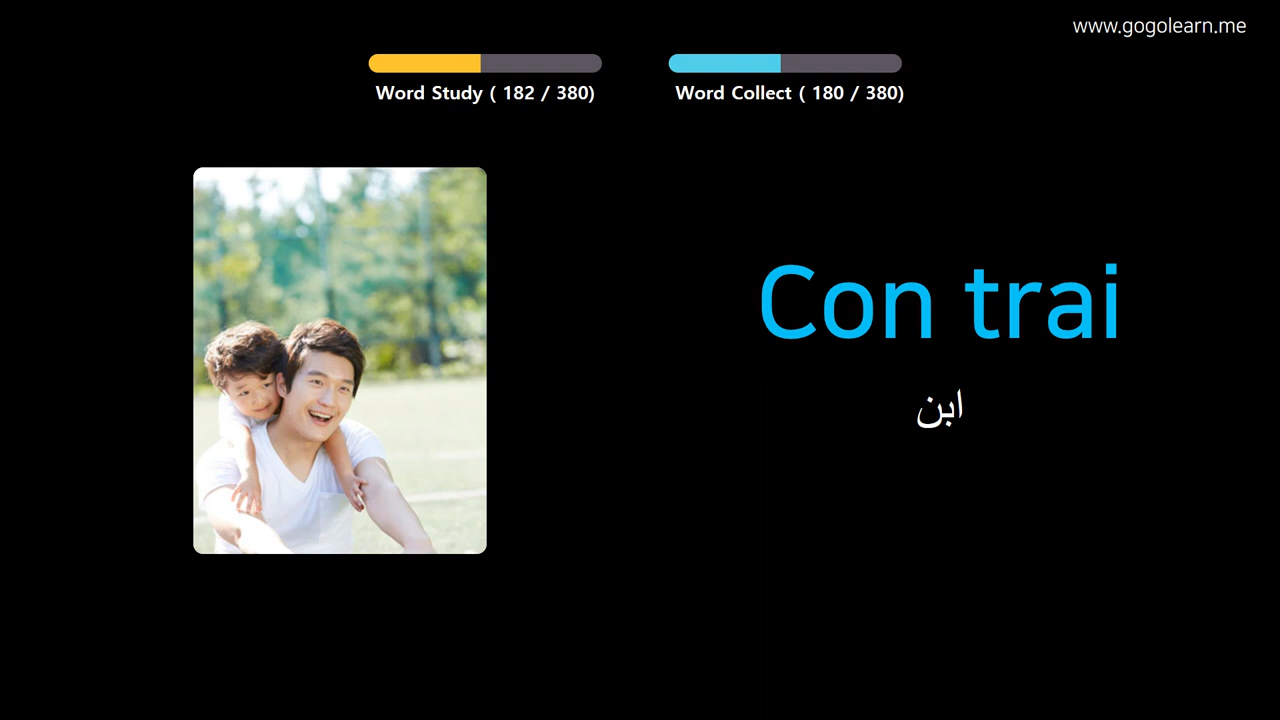 www.gogolearn.me
Word Study ( 182 / 380)
Word Collect ( 180 / 380)
Con trai
ابن